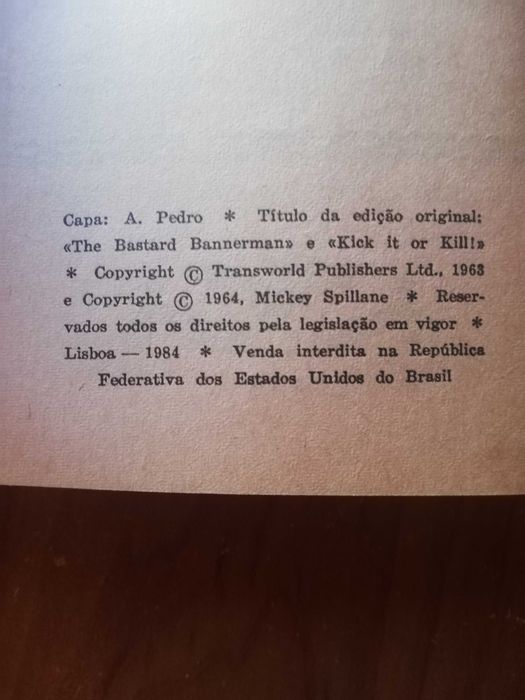 Capa: A. Pedro * Título da edição original:
«The Bastard Bannerman» e «Kick it or Kill!»
* Copyright © Transworld Publishers Ltd., 1963
e Copyright © 1964, Mickey Spillane * Reser-
vados todos os direitos pela legislação em vigor *
Lisboa — 1984 * Venda interdita na República
Federativa dos Estados Unidos do Brasil